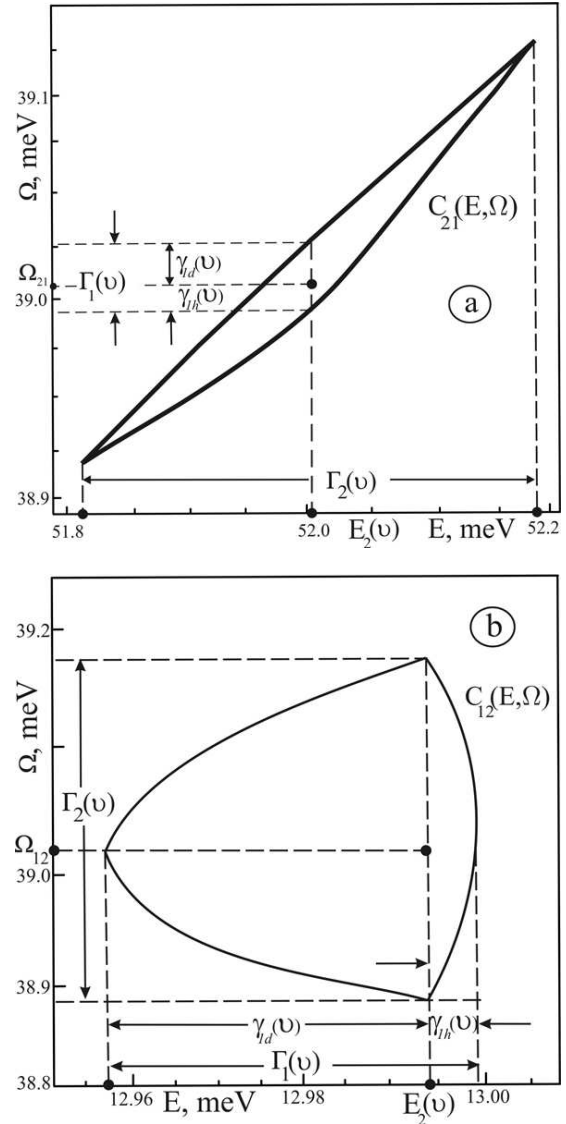 39.1
Ω, meV
C₂₁(E,Ω)
Ω₂₁
Γ₁(υ)
γ₁d(υ)
γ₁h(υ)
39.0
a
38.9
Γ₂(υ)
51.8
52.0
E₂(υ)
E, meV
52.2
b
39.2
C₁₂(E,Ω)
Ω, meV
Γ₂(υ)
Ω₁₂
39.0
38.9
γ₁d(υ)
γ₁h(υ)
Γ₁(υ)
38.8
12.96
E, meV
12.98
E₂(υ)
13.00